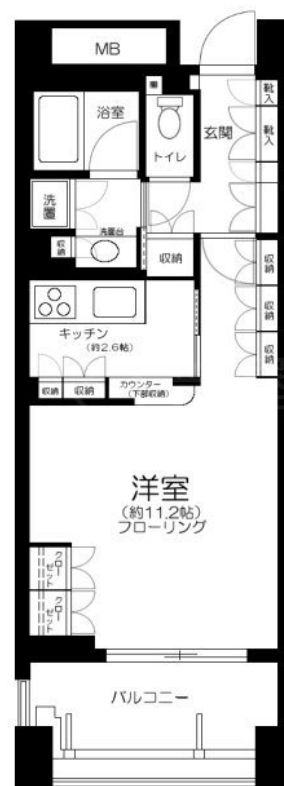 MB
棚
浴室
トイレ
玄関
靴入
靴入
洗置
洗面台
収納
収納
収納
収納
収納
キッチン
(約2.6帖)
収納
収納
カウンター
(下部収納)
洋室
(約11.2帖)
フローリング
クローゼット
クローゼット
バルコニー